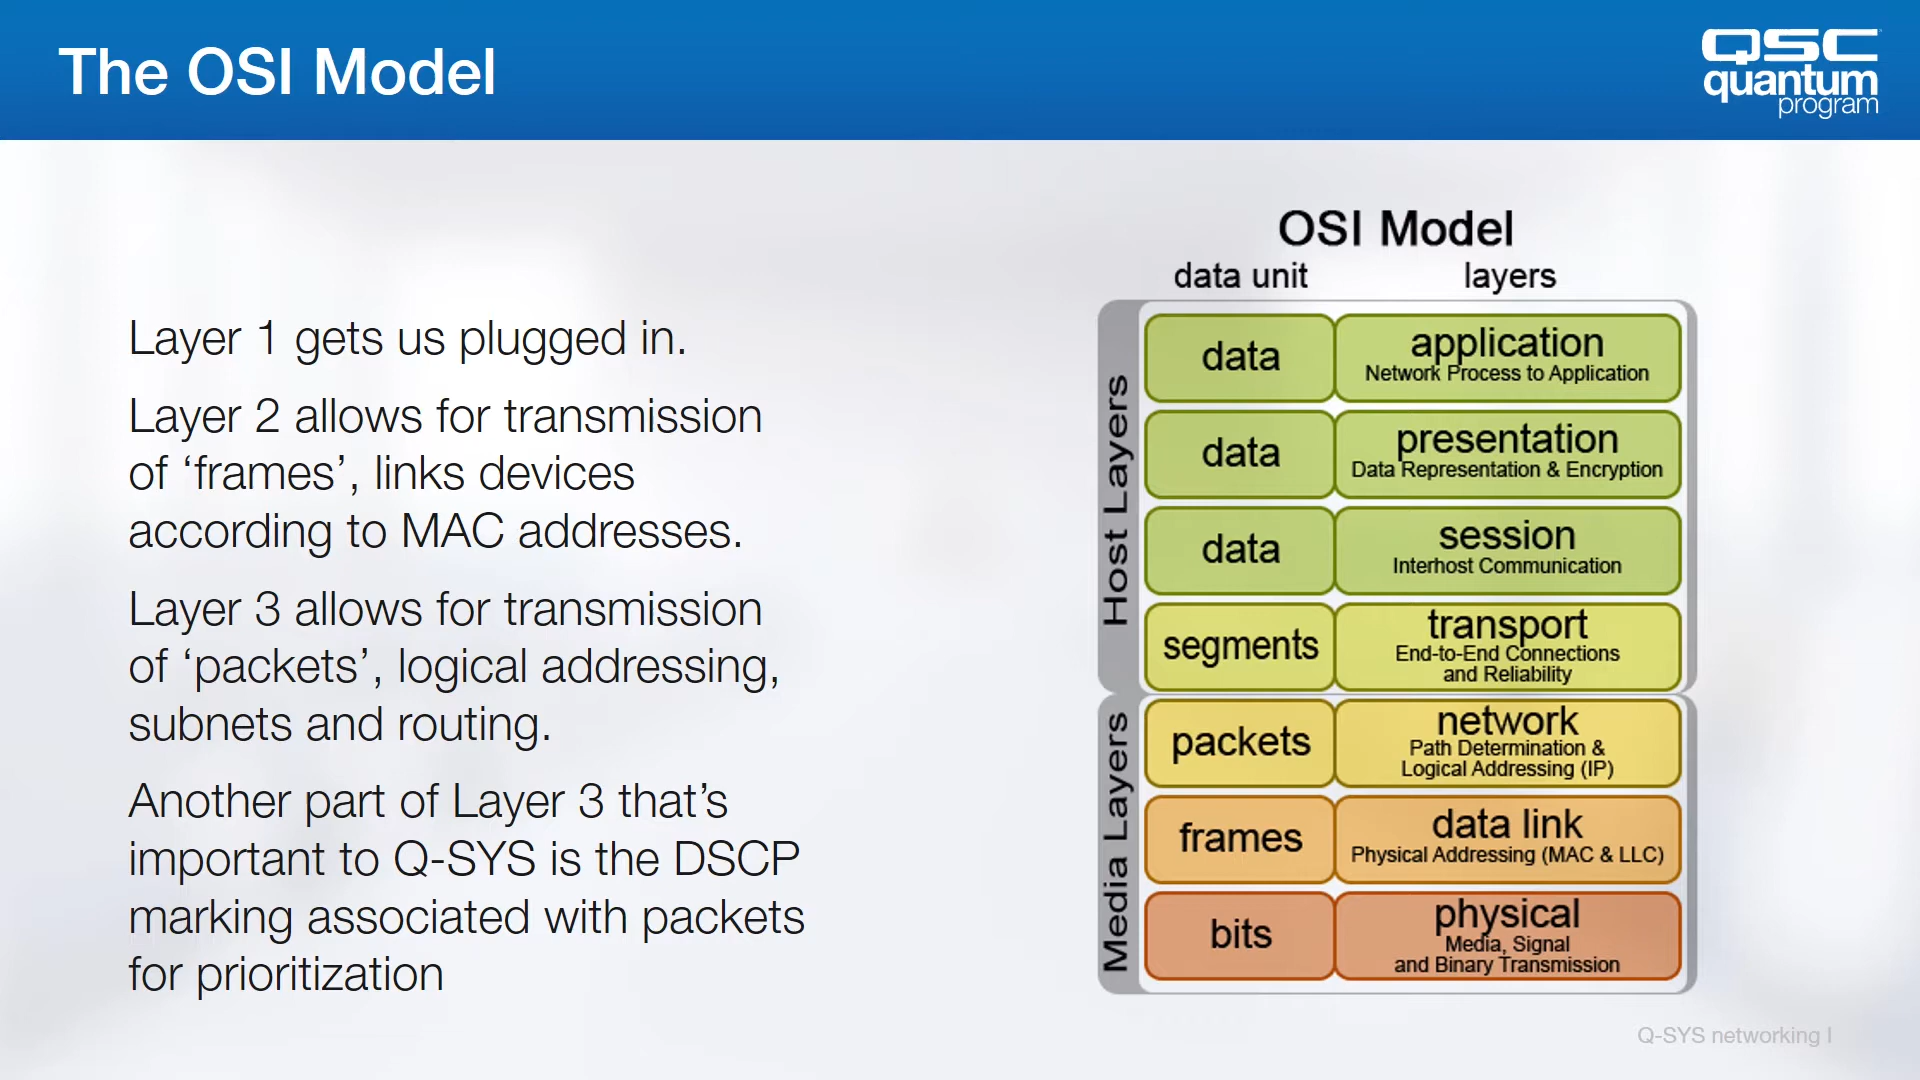 The OSI Model
QSC
quantum
program
Layer 1 gets us plugged in.
Layer 2 allows for transmission
of ‘frames’, links devices
according to MAC addresses.
Layer 3 allows for transmission
of ‘packets’, logical addressing,
subnets and routing.
Another part of Layer 3 that’s
important to Q-SYS is the DSCP
marking associated with packets
for prioritization
OSI Model
data unit layers
Host Layers
data
application
Network Process to Application
data
presentation
Data Representation & Encryption
data
session
Interhost Communication
segments
transport
End-to-End Connections
and Reliability
Media Layers
packets
network
Path Determination &
Logical Addressing (IP)
frames
data link
Physical Addressing (MAC & LLC)
bits
physical
Media, Signal
and Binary Transmission
Q-SYS networking I